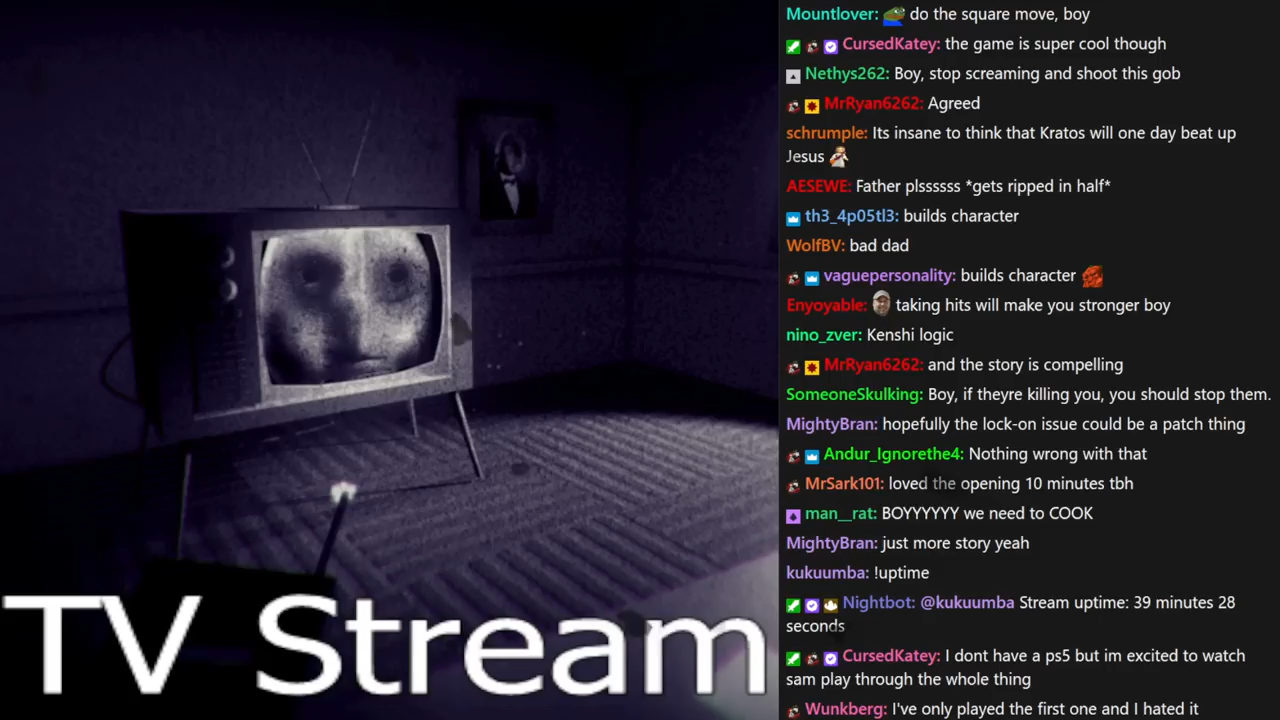 Mountlover: do the square move, boy
CursedKatey: the game is super cool though
Nethys262: Boy, stop screaming and shoot this gob
MrRyan6262: Agreed
schrumple: Its insane to think that Kratos will one day beat up
Jesus
AESEWE: Father plssssss *gets ripped in half*
th3_4p05tl3: builds character
WolfBV: bad dad
vaguepersonality: builds character
Enyoyable: taking hits will make you stronger boy
nino_zver: Kenshi logic
MrRyan6262: and the story is compelling
SomeoneSkulking: Boy, if theyre killing you, you should stop them.
MightyBran: hopefully the lock-on issue could be a patch thing
Andur_Ignorethe4: Nothing wrong with that
MrSark101: loved the opening 10 minutes tbh
man__rat: BOYYYYYY we need to COOK
MightyBran: just more story yeah
kukuumba: !uptime
Nightbot: @kukuumba Stream uptime: 39 minutes 28
seconds
CursedKatey: I dont have a ps5 but im excited to watch
sam play through the whole thing
Wunkberg: I've only played the first one and I hated it
TV Stream